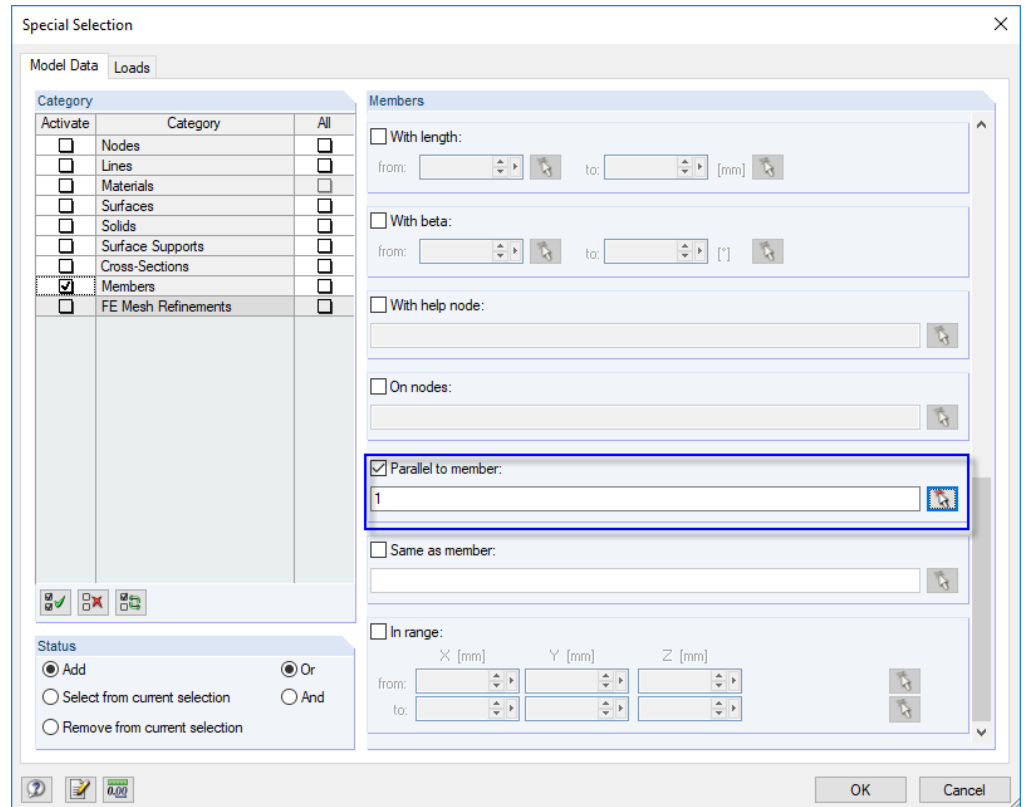 Special Selection
Model Data Loads
Category
Activate Category All
Nodes
Lines
Materials
Surfaces
Solids
Surface Supports
Cross-Sections
Members
FE Mesh Refinements
Status
Add Or
Select from current selection And
Remove from current selection
Members
With length:
from: to: [mm]
With beta:
from: to: [°]
With help node:
On nodes:
Parallel to member:
1
Same as member:
In range:
X [mm] Y [mm] Z [mm]
from:
to:
0.00
OK Cancel